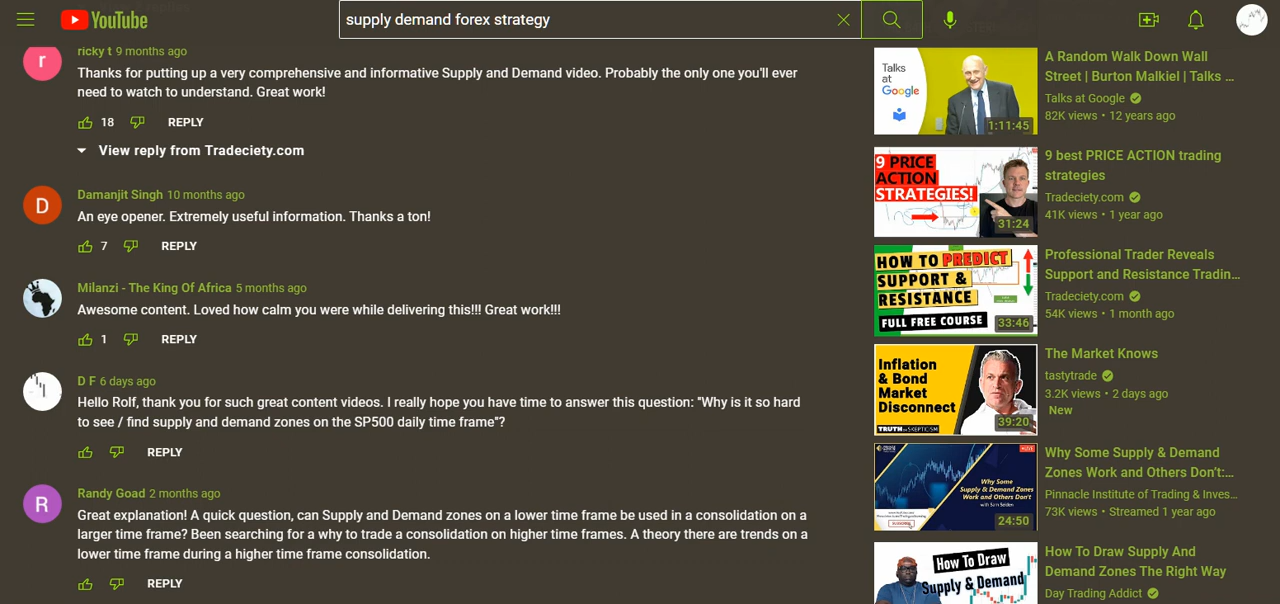 YouTube
supply demand forex strategy
r
ricky t 9 months ago
Thanks for putting up a very comprehensive and informative Supply and Demand video. Probably the only one you'll ever
need to watch to understand. Great work!
18
REPLY
View reply from Tradeciety.com
D
Damanjit Singh 10 months ago
An eye opener. Extremely useful information. Thanks a ton!
7
REPLY
Milanzi - The King Of Africa 5 months ago
Awesome content. Loved how calm you were while delivering this!!! Great work!!!
1
REPLY
D F 6 days ago
Hello Rolf, thank you for such great content videos. I really hope you have time to answer this question: "Why is it so hard
to see / find supply and demand zones on the SP500 daily time frame"?
REPLY
R
Randy Goad 2 months ago
Great explanation! A quick question, can Supply and Demand zones on a lower time frame be used in a consolidation on a
larger time frame? Been searching for a why to trade a consolidation on higher time frames. A theory there are trends on a
lower time frame during a higher time frame consolidation.
REPLY
Talks
at
Google
1:11:45
A Random Walk Down Wall
Street | Burton Malkiel | Talks ...
Talks at Google
82K views • 12 years ago
9 PRICE
ACTION
STRATEGIES!
31:24
9 best PRICE ACTION trading
strategies
Tradeciety.com
41K views • 1 year ago
HOW TO PREDICT
SUPPORT &
RESISTANCE
FULL FREE COURSE
33:46
Professional Trader Reveals
Support and Resistance Tradin...
Tradeciety.com
54K views • 1 month ago
Inflation
& Bond
Market
Disconnect
TRUTH or SKEPTICISM
39:20
The Market Knows
tastytrade
3.2K views • 2 days ago
New
Why Some
Supply & Demand Zones
Work and Others Don't
with Sam Seiden
24:50
Why Some Supply & Demand
Zones Work and Others Don't:...
Pinnacle Institute of Trading & Inves...
73K views • Streamed 1 year ago
How To Draw
Supply & Demand
How To Draw Supply And
Demand Zones The Right Way
Day Trading Addict